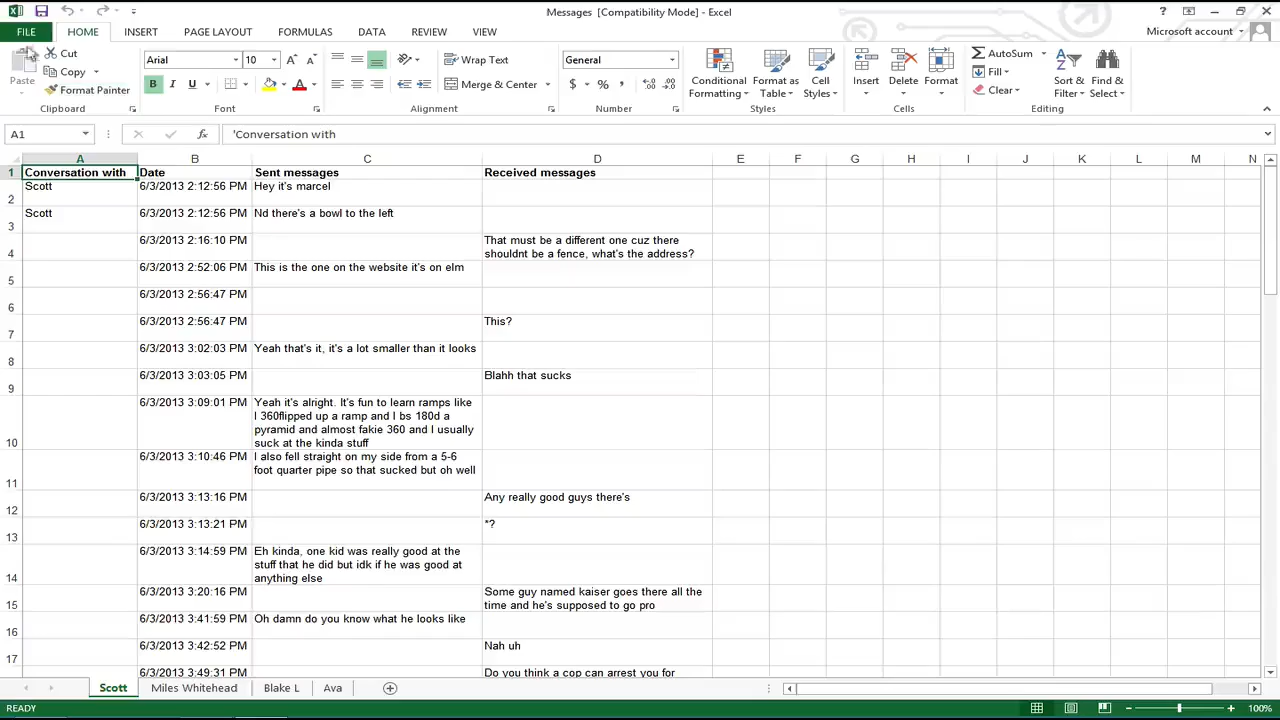 Messages [Compatibility Mode] - Excel
?
FILE HOME INSERT PAGE LAYOUT FORMULAS DATA REVIEW VIEW Microsoft account
Paste Cut
Copy
Format Painter
Clipboard
Arial 10 A A
B I U A
Font
Wrap Text
Merge & Center
Alignment
General
$ % , .00 .0
Number
Conditional Formatting Format as Table Cell Styles
Styles
Insert Delete Format
Cells
AutoSum
Fill
Clear
Sort & Filter Find & Select
Editing
A1 fx 'Conversation with
A B C D E F G H I J K L M N
1 Conversation with Date Sent messages Received messages
2 Scott 6/3/2013 2:12:56 PM Hey it's marcel
3 Scott 6/3/2013 2:12:56 PM Nd there's a bowl to the left
4 6/3/2013 2:16:10 PM That must be a different one cuz there
shouldnt be a fence, what's the address?
5 6/3/2013 2:52:06 PM This is the one on the website it's on elm
6 6/3/2013 2:56:47 PM
7 6/3/2013 2:56:47 PM This?
8 6/3/2013 3:02:03 PM Yeah that's it, it's a lot smaller than it looks
9 6/3/2013 3:03:05 PM Blahh that sucks
10 6/3/2013 3:09:01 PM Yeah it's alright. It's fun to learn ramps like
I 360flipped up a ramp and I bs 180d a
pyramid and almost fakie 360 and I usually
suck at the kinda stuff
11 6/3/2013 3:10:46 PM I also fell straight on my side from a 5-6
foot quarter pipe so that sucked but oh well
12 6/3/2013 3:13:16 PM Any really good guys there's
13 6/3/2013 3:13:21 PM *?
14 6/3/2013 3:14:59 PM Eh kinda, one kid was really good at the
stuff that he did but idk if he was good at
anything else
15 6/3/2013 3:20:16 PM Some guy named kaiser goes there all the
time and he's supposed to go pro
16 6/3/2013 3:41:59 PM Oh damn do you know what he looks like
17 6/3/2013 3:42:52 PM Nah uh
6/3/2013 3:49:31 PM Do you think a cop can arrest you for
Scott Miles Whitehead Blake L Ava
READY 100%